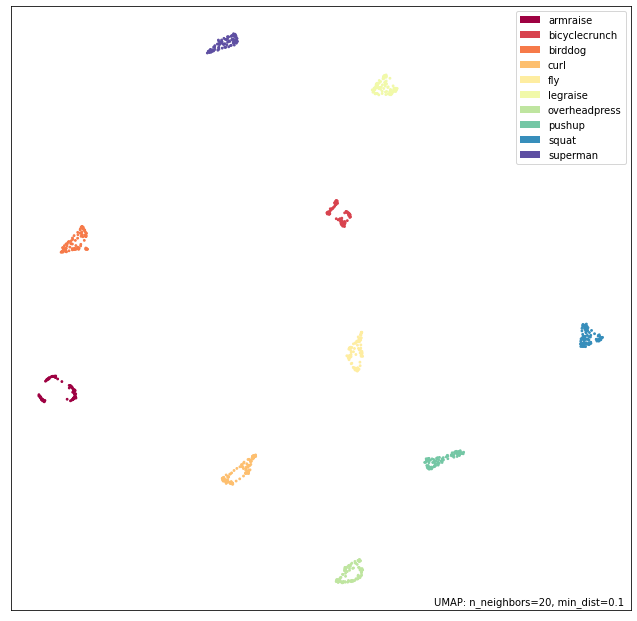 armraise
bicyclecrunch
birddog
curl
fly
legraise
overheadpress
pushup
squat
superman
UMAP: n_neighbors=20, min_dist=0.1